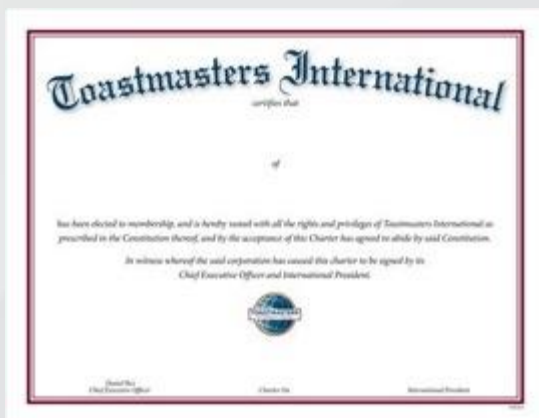 Toastmasters International
certifies that
of
has been elected to membership, and is hereby vested with all the rights and privileges of Toastmasters International as
prescribed in the Constitution thereof, and by the acceptance of this Charter has agreed to abide by said Constitution.
In witness whereof the said corporation has caused this charter to be signed by its
Chief Executive Officer and International President.
TOASTMASTERS
Daniel Rex
Chief Executive Officer
Charter No.
International President